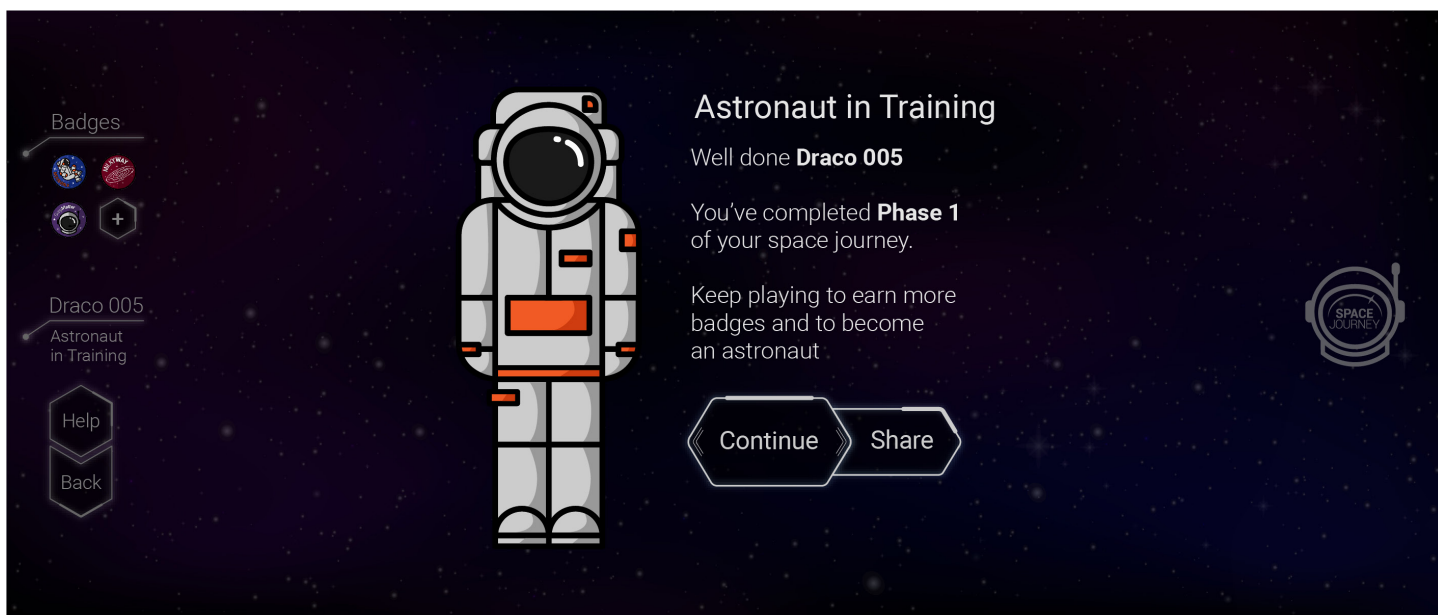 Badges
MILKYWAY
+
Draco 005
Astronaut
in Training
Help
Back
Astronaut in Training
Well done Draco 005
You’ve completed Phase 1
of your space journey.
Keep playing to earn more
badges and to become
an astronaut
Continue
Share
SPACE
JOURNEY